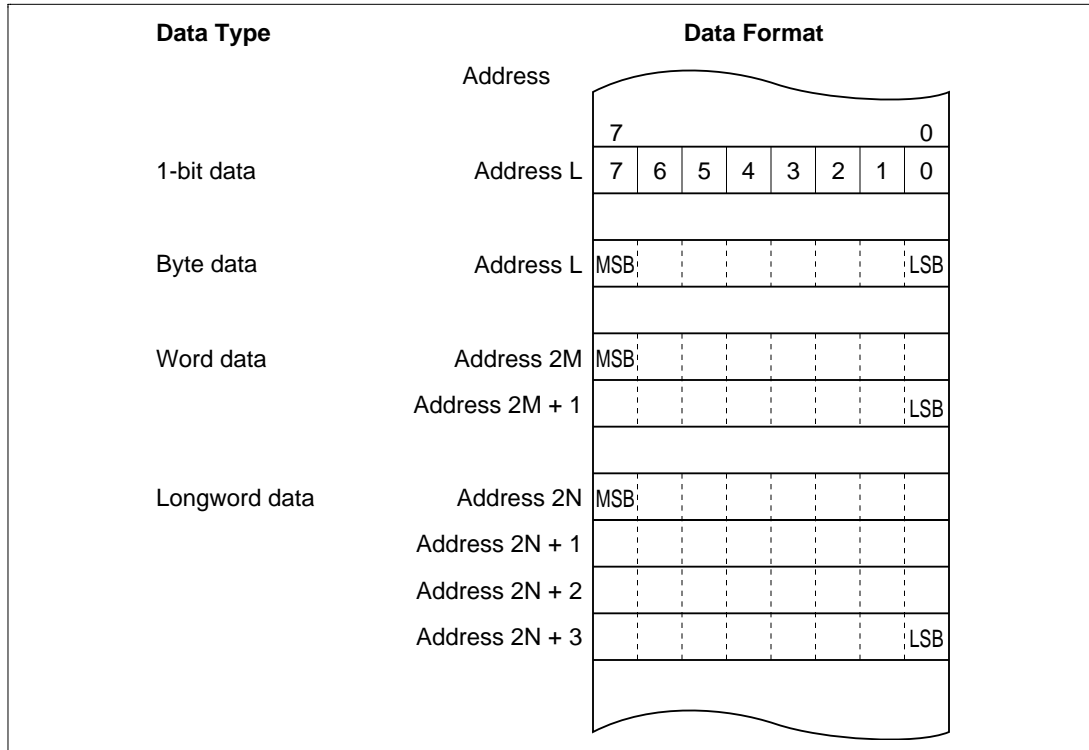 Data Type Data Format
Address
7 0
1-bit data Address L 7 6 5 4 3 2 1 0
Byte data Address L MSB LSB
Word data Address 2M MSB
Address 2M + 1 LSB
Longword data Address 2N MSB
Address 2N + 1
Address 2N + 2
Address 2N + 3 LSB